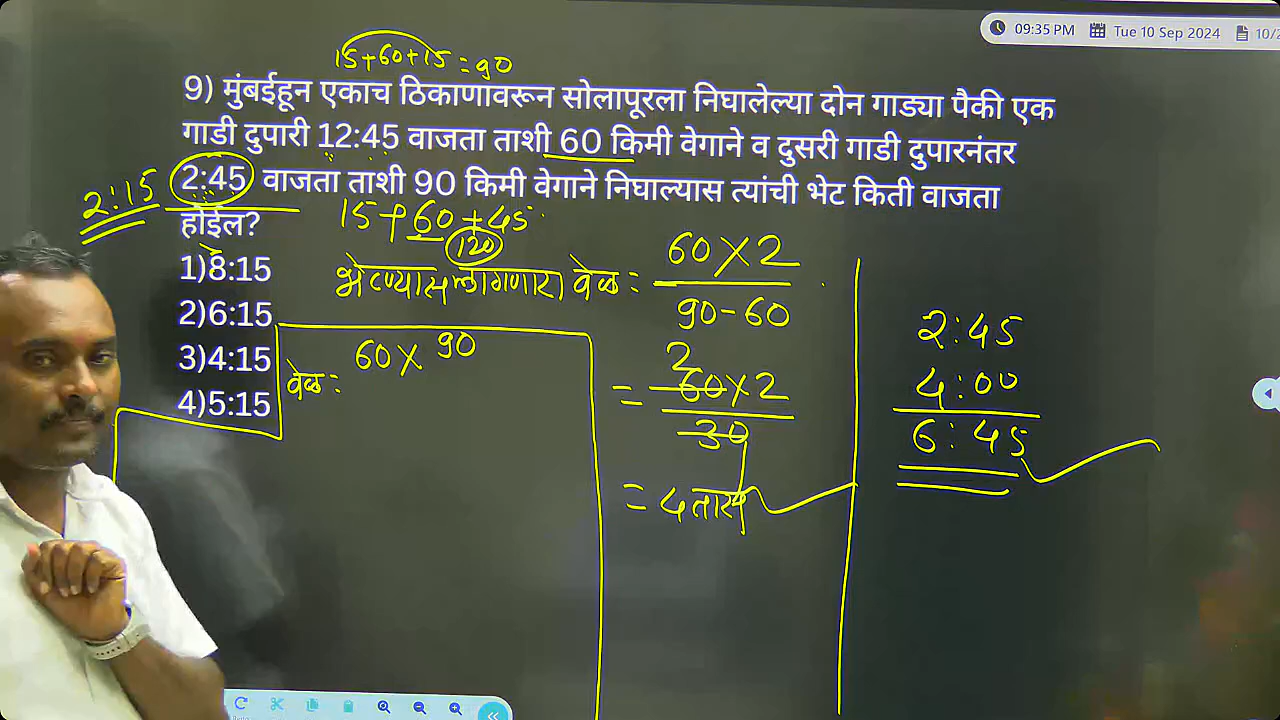 09:35 PM Tue 10 Sep 2024 10/2
15+60+15=90
9) मुंबईहून एकाच ठिकाणावरून सोलापूरला निघालेल्या दोन गाड्या पैकी एक
गाडी दुपारी 12:45 वाजता ताशी 60 किमी वेगाने व दुसरी गाडी दुपारनंतर
2:15 2:45 वाजता ताशी 90 किमी वेगाने निघाल्यास त्यांची भेट किती वाजता
होईल?
15+60+45
120
1)8:15
2)6:15
3)4:15
4)5:15
भेटण्यास लागणारा वेळ = 60×2
90-60
वेळ = 60× 90
2
= 60×2
30
= 4 तास
2:45
4:00
6:45